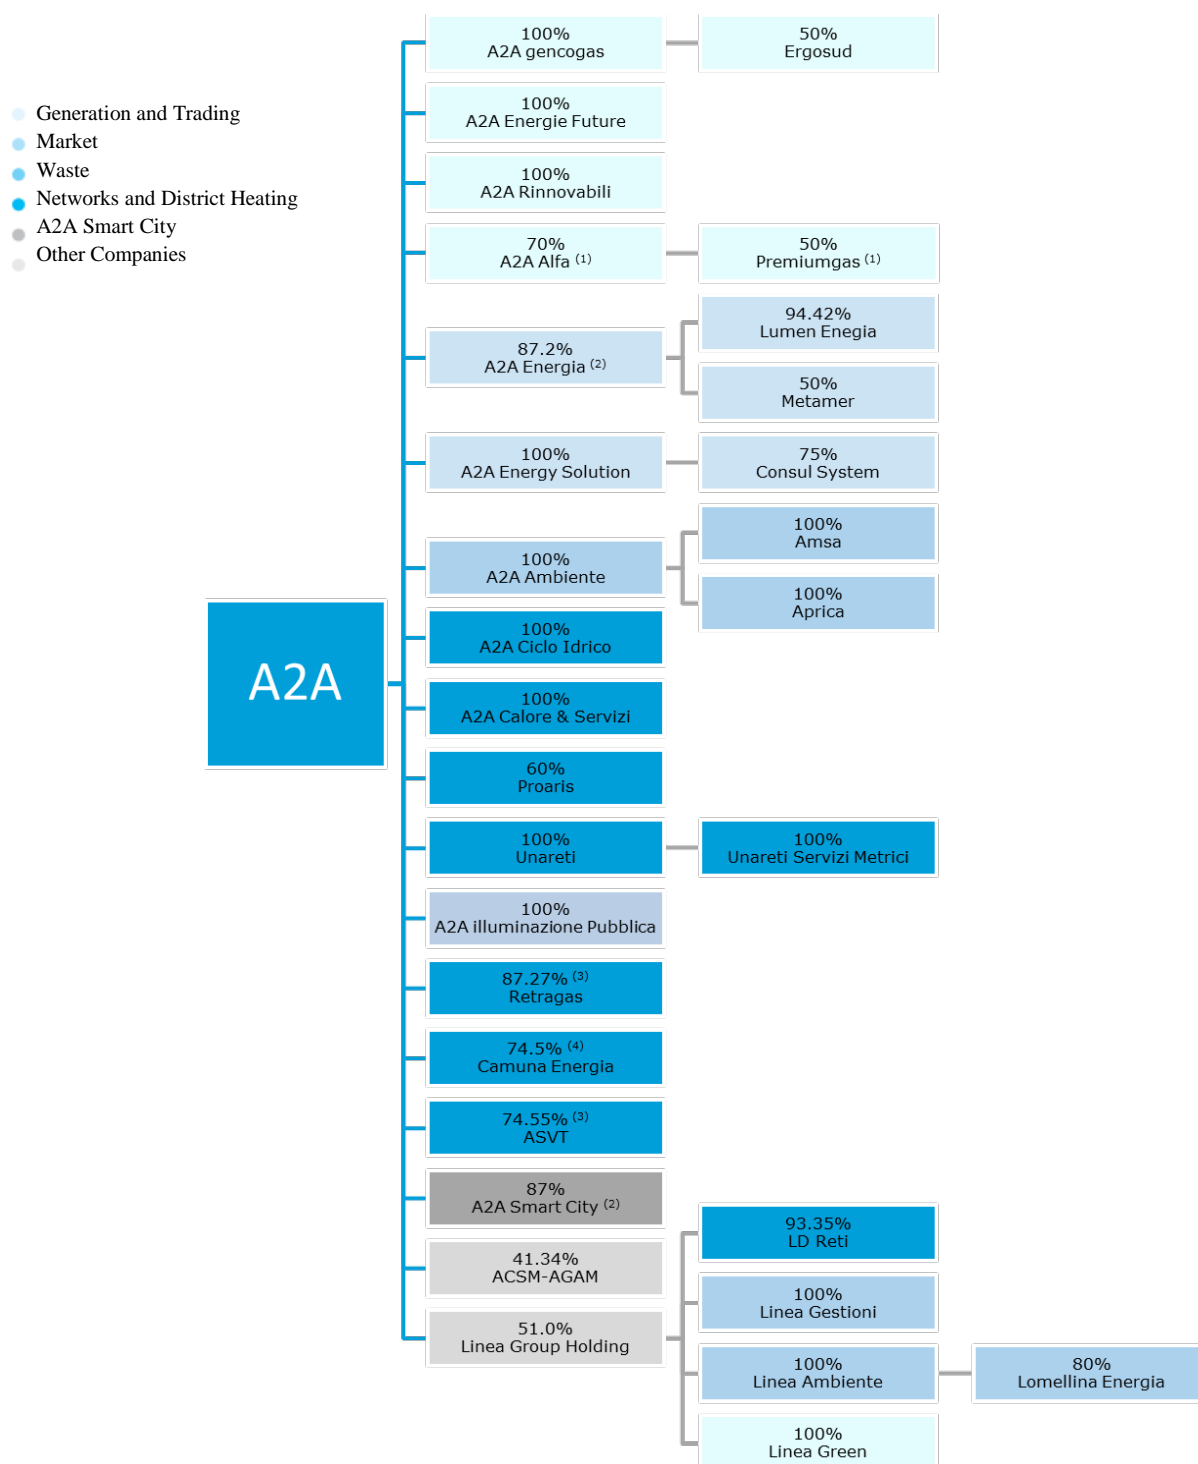 Generation and Trading
Market
Waste
Networks and District Heating
A2A Smart City
Other Companies
A2A
100%
A2A gencogas
50%
Ergosud
100%
A2A Energie Future
100%
A2A Rinnovabili
70%
A2A Alfa (1)
50%
Premiumgas (1)
87.2%
A2A Energia (2)
94.42%
Lumen Enegia
50%
Metamer
100%
A2A Energy Solution
75%
Consul System
100%
A2A Ambiente
100%
Amsa
100%
Aprica
100%
A2A Ciclo Idrico
100%
A2A Calore & Servizi
60%
Proaris
100%
Unareti
100%
Unareti Servizi Metrici
100%
A2A illuminazione Pubblica
87.27% (3)
Retragas
74.5% (4)
Camuna Energia
74.55% (3)
ASVT
87%
A2A Smart City (2)
41.34%
ACSM-AGAM
51.0%
Linea Group Holding
93.35%
LD Reti
100%
Linea Gestioni
100%
Linea Ambiente
80%
Lomellina Energia
100%
Linea Green